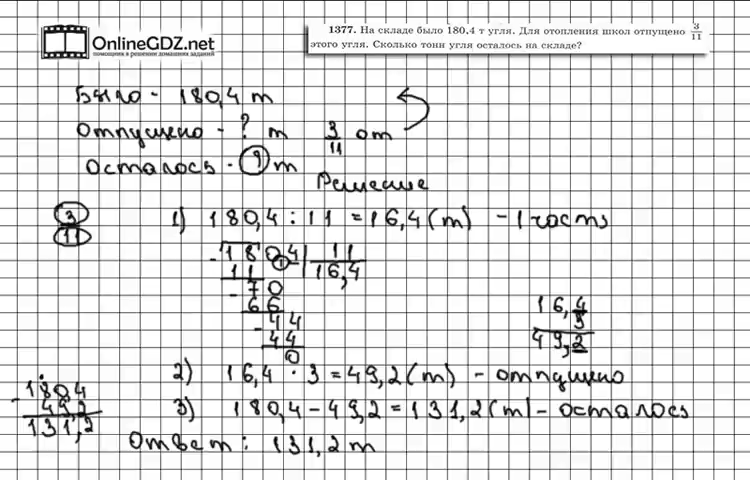 OnlineGDZ.net
помощник в решении домашних заданий
1377. На складе было 180,4 т угля. Для отопления школ отпущено 3/11
этого угля. Сколько тонн угля осталось на складе?
Было - 180,4 т
Отпущено - ? т 3/11 от
Осталось - ? т
Решение
3/11
1) 180,4 : 11 = 16,4 (т) - 1 часть
- 180 4 | 11
11 16,4
- 70
66
- 44
44
0
16,4
3
49,2
2) 16,4 · 3 = 49,2 (т) - отпущено
- 180,4
49,2
131,2
3) 180,4 - 49,2 = 131,2 (т) - осталось
Ответ: 131,2 т